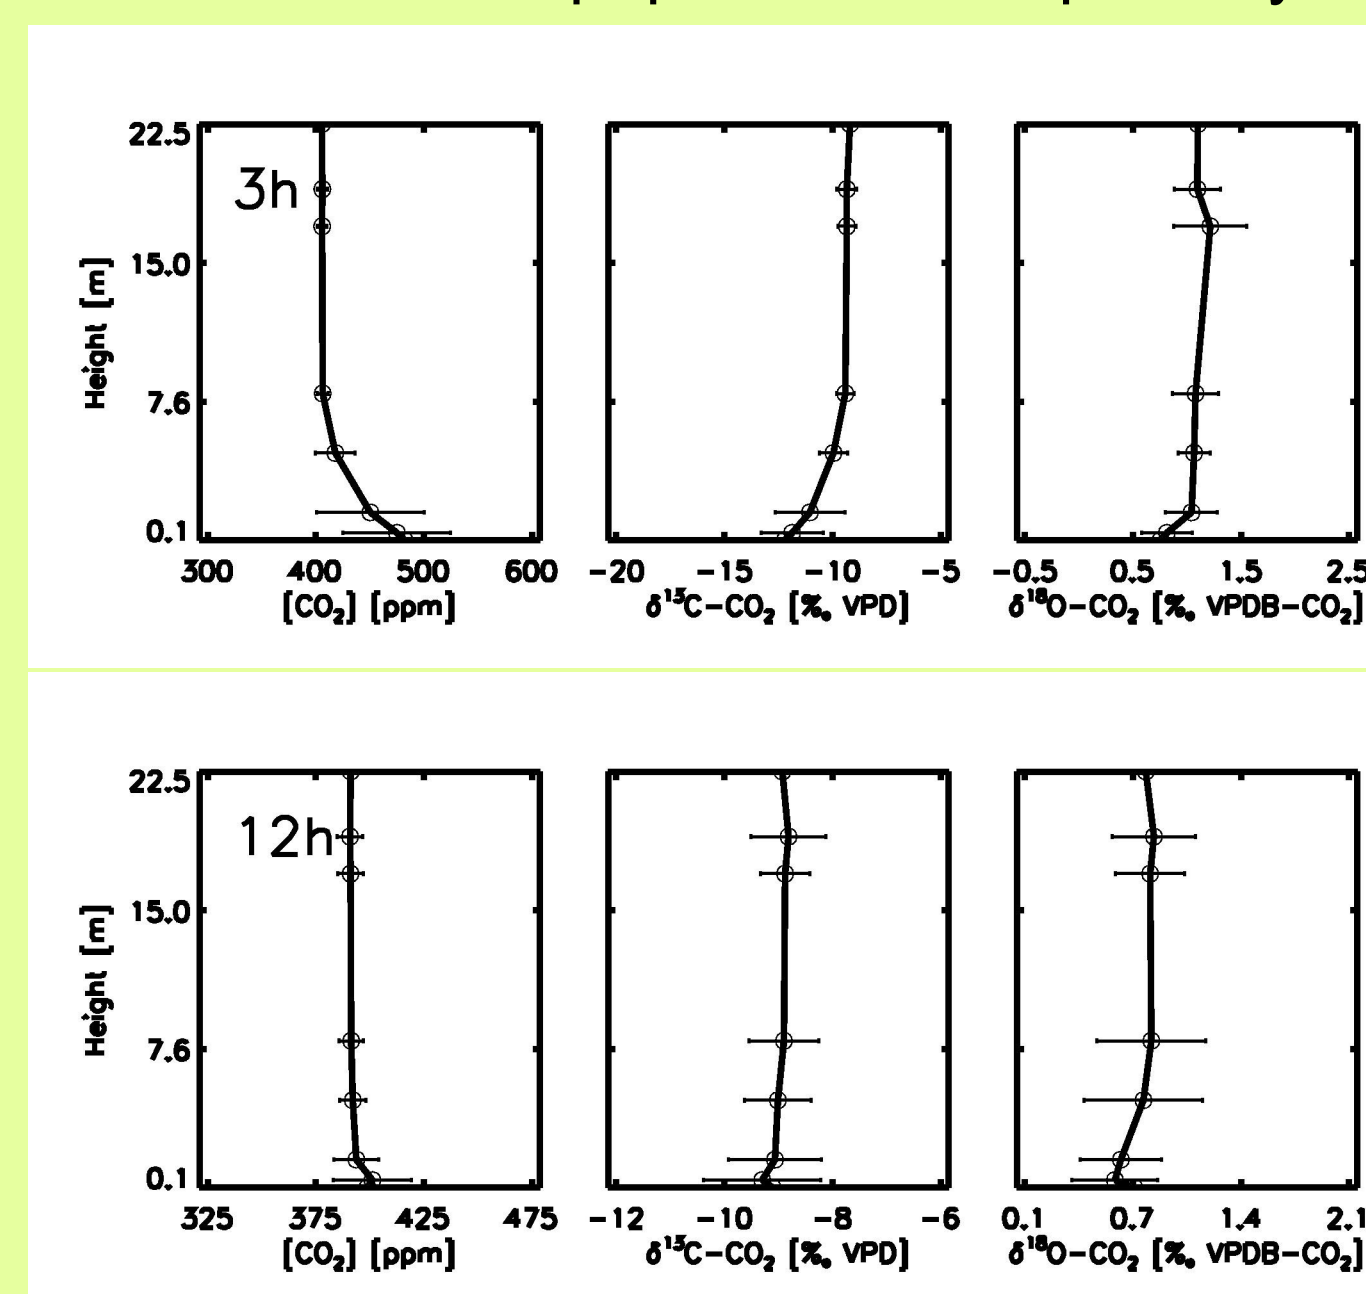 22.5
3h
15.0
Height [m]
7.6
0.1
300 400 500 600
[CO₂] [ppm]
−20 −15 −10 −5
δ¹³C−CO₂ [‰ VPD]
−0.5 0.5 1.5 2.5
δ¹⁸O−CO₂ [‰ VPDB−CO₂]
22.5
12h
15.0
Height [m]
7.6
0.1
325 375 425 475
[CO₂] [ppm]
−12 −10 −8 −6
δ¹³C−CO₂ [‰ VPD]
0.1 0.7 1.4 2.1
δ¹⁸O−CO₂ [‰ VPDB−CO₂]